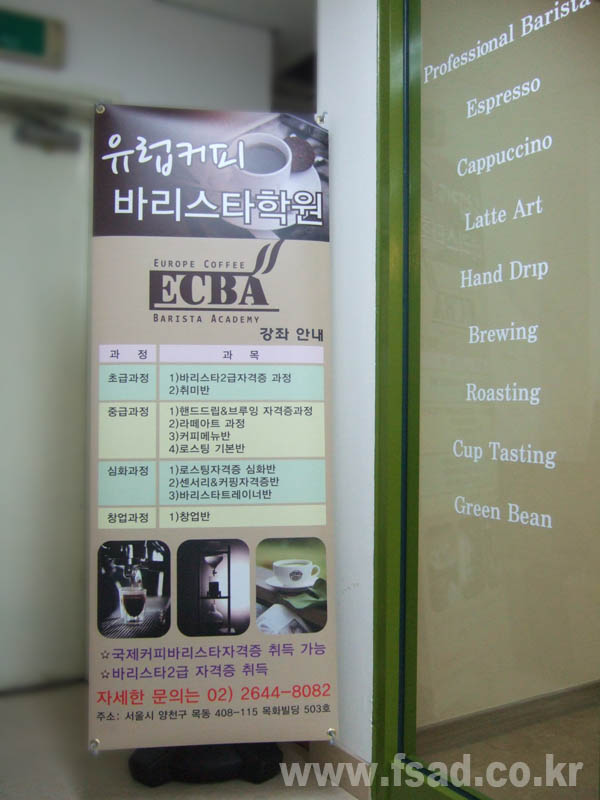 유럽커피
바리스타학원
EUROPE COFFEE
ECBA
BARISTA ACADEMY
강좌 안내
과 정 과 목
초급과정 1)바리스타2급자격증 과정
2)취미반
중급과정 1)핸드드립&브루잉 자격증과정
2)라떼아트 과정
3)커피메뉴반
4)로스팅 기본반
심화과정 1)로스팅자격증 심화반
2)센서리&커핑자격증반
3)바리스타트레이너반
창업과정 1)창업반
☆국제커피바리스타자격증 취득 가능
☆바리스타2급 자격증 취득
자세한 문의는 02) 2644-8082
주소: 서울시 양천구 목동 408-115 목화빌딩 503호
Professional Barista
Espresso
Cappuccino
Latte Art
Hand Drip
Brewing
Roasting
Cup Tasting
Green Bean
www.fsad.co.kr